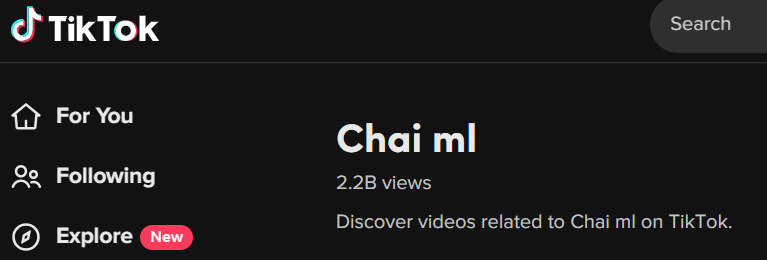 TikTok
Search
For You
Following
Explore New
Chai ml
2.2B views
Discover videos related to Chai ml on TikTok.